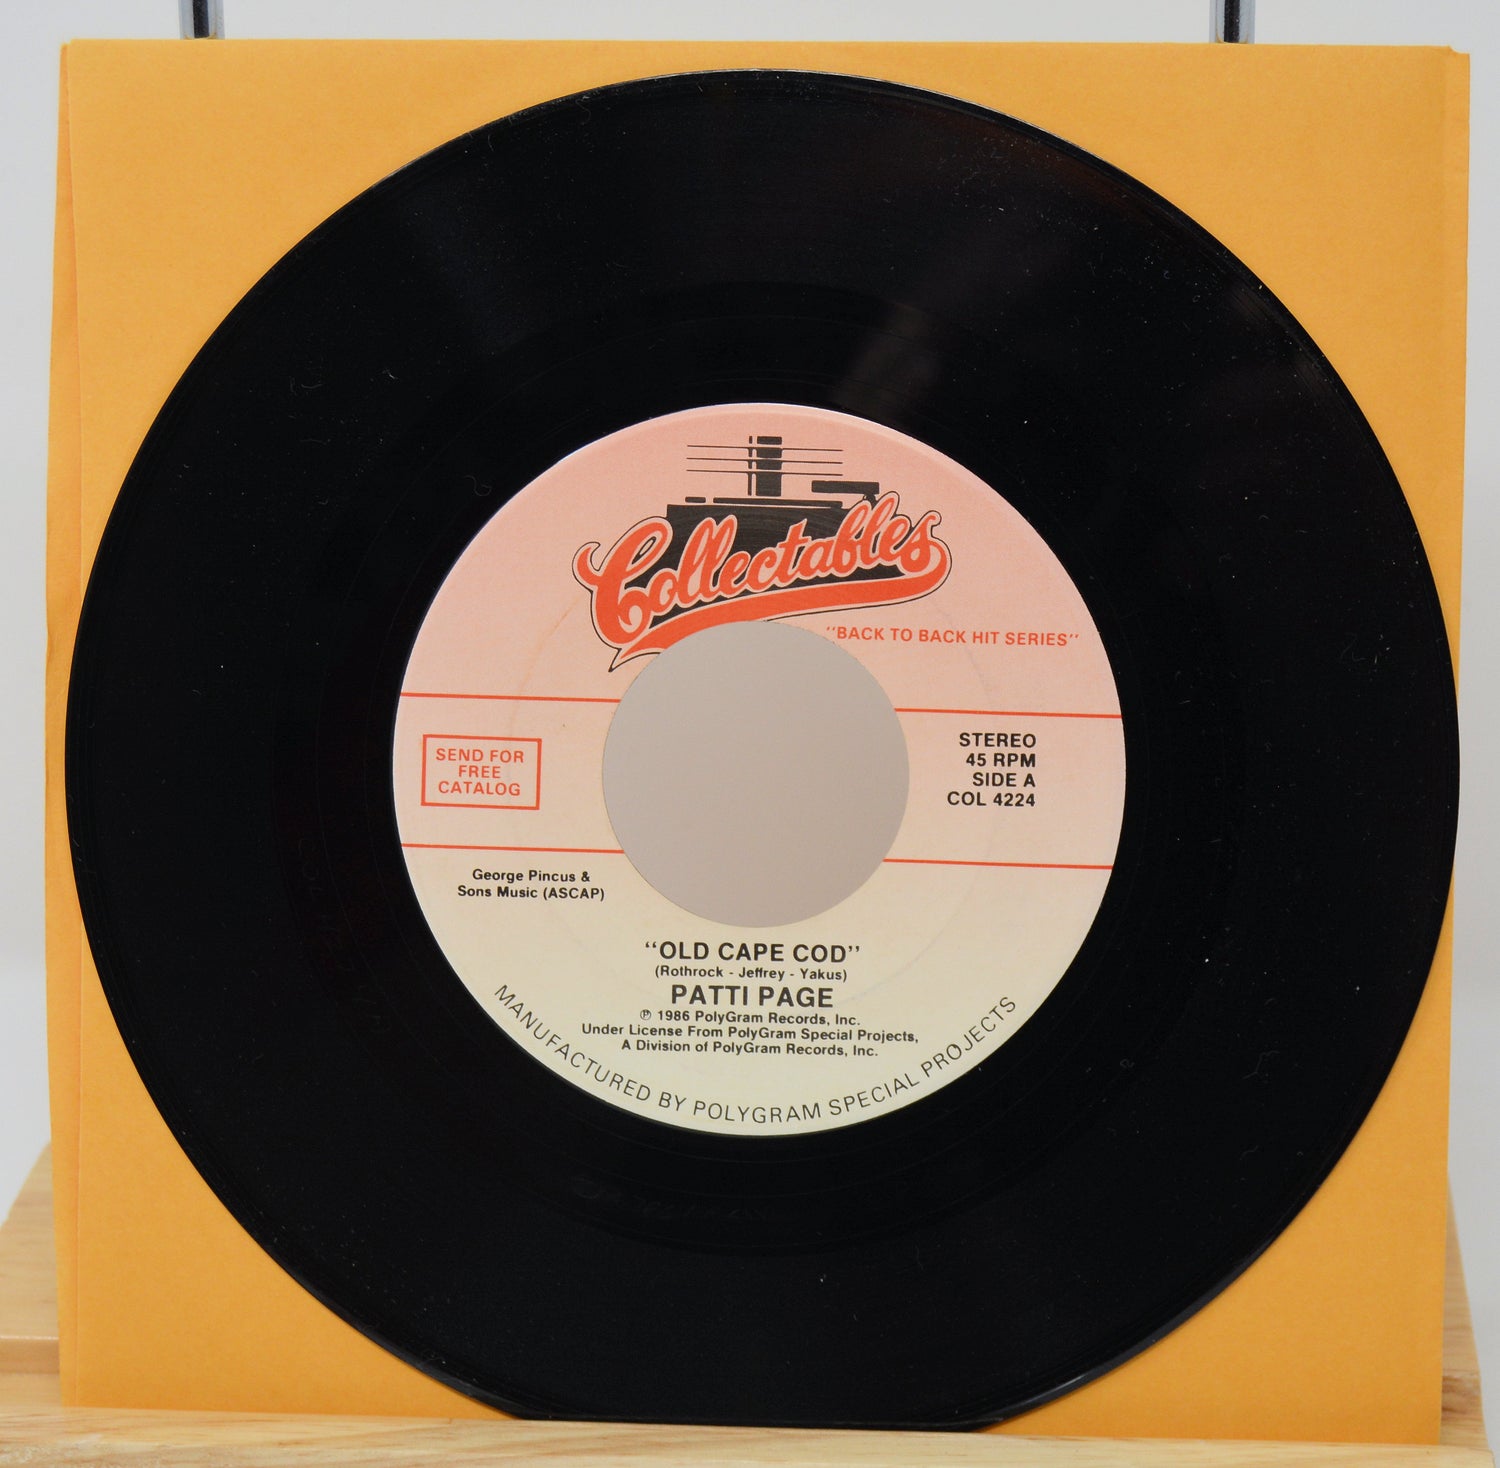 Collectables
"BACK TO BACK HIT SERIES"
SEND FOR
FREE
CATALOG
STEREO
45 RPM
SIDE A
COL 4224
George Pincus &
Sons Music (ASCAP)
"OLD CAPE COD"
(Rothrock - Jeffrey - Yakus)
PATTI PAGE
℗ 1986 PolyGram Records, Inc.
Under License From PolyGram Special Projects,
A Division of PolyGram Records, Inc.
MANUFACTURED BY POLYGRAM SPECIAL PROJECTS